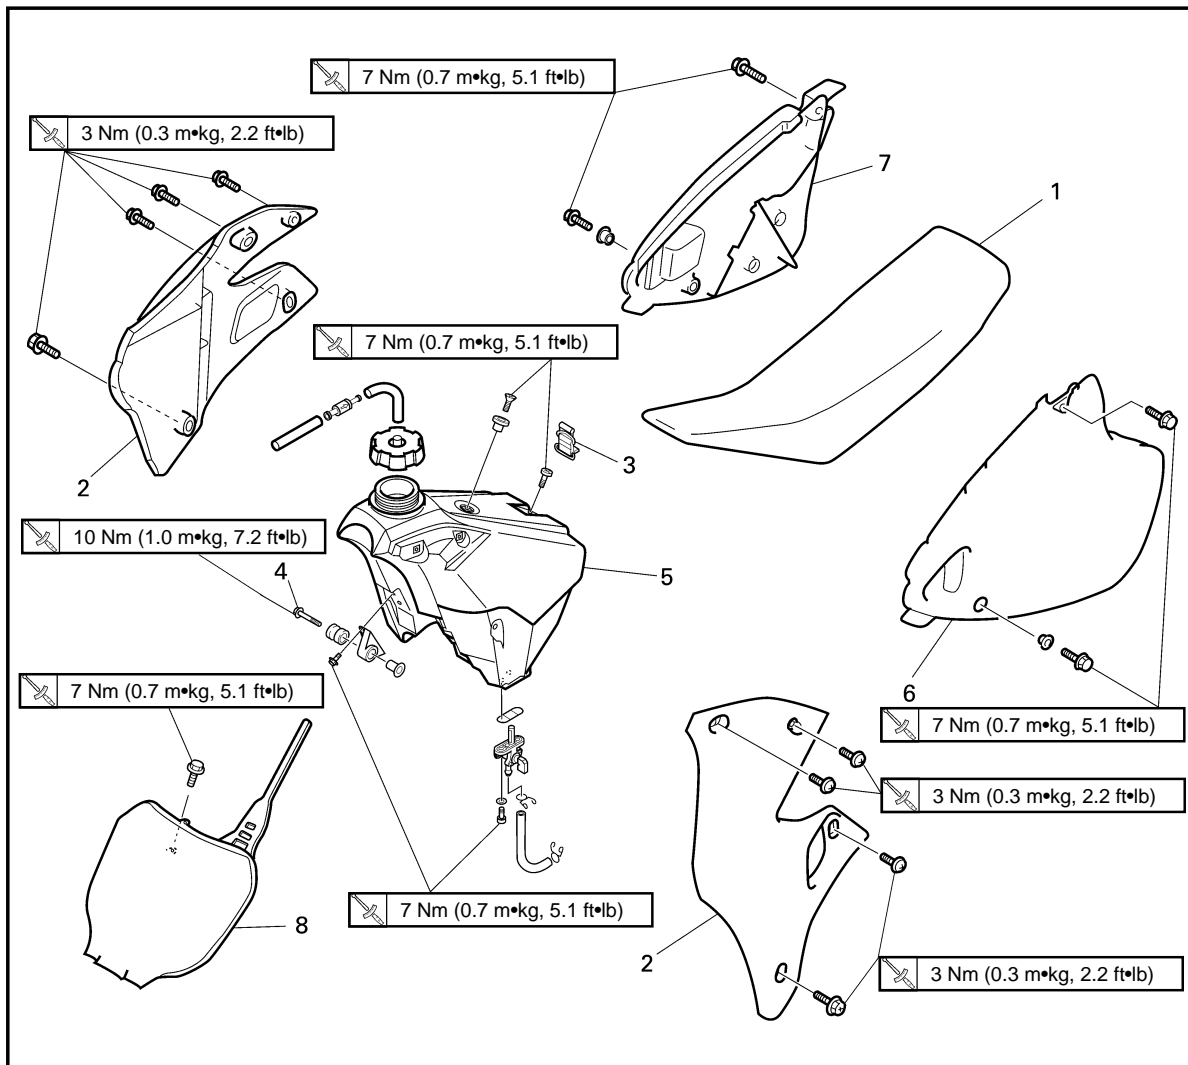 7 Nm (0.7 m•kg, 5.1 ft•lb)
3 Nm (0.3 m•kg, 2.2 ft•lb)
7
1
7 Nm (0.7 m•kg, 5.1 ft•lb)
2
3
10 Nm (1.0 m•kg, 7.2 ft•lb)
4
5
7 Nm (0.7 m•kg, 5.1 ft•lb)
6
7 Nm (0.7 m•kg, 5.1 ft•lb)
3 Nm (0.3 m•kg, 2.2 ft•lb)
7 Nm (0.7 m•kg, 5.1 ft•lb)
8
2
3 Nm (0.3 m•kg, 2.2 ft•lb)